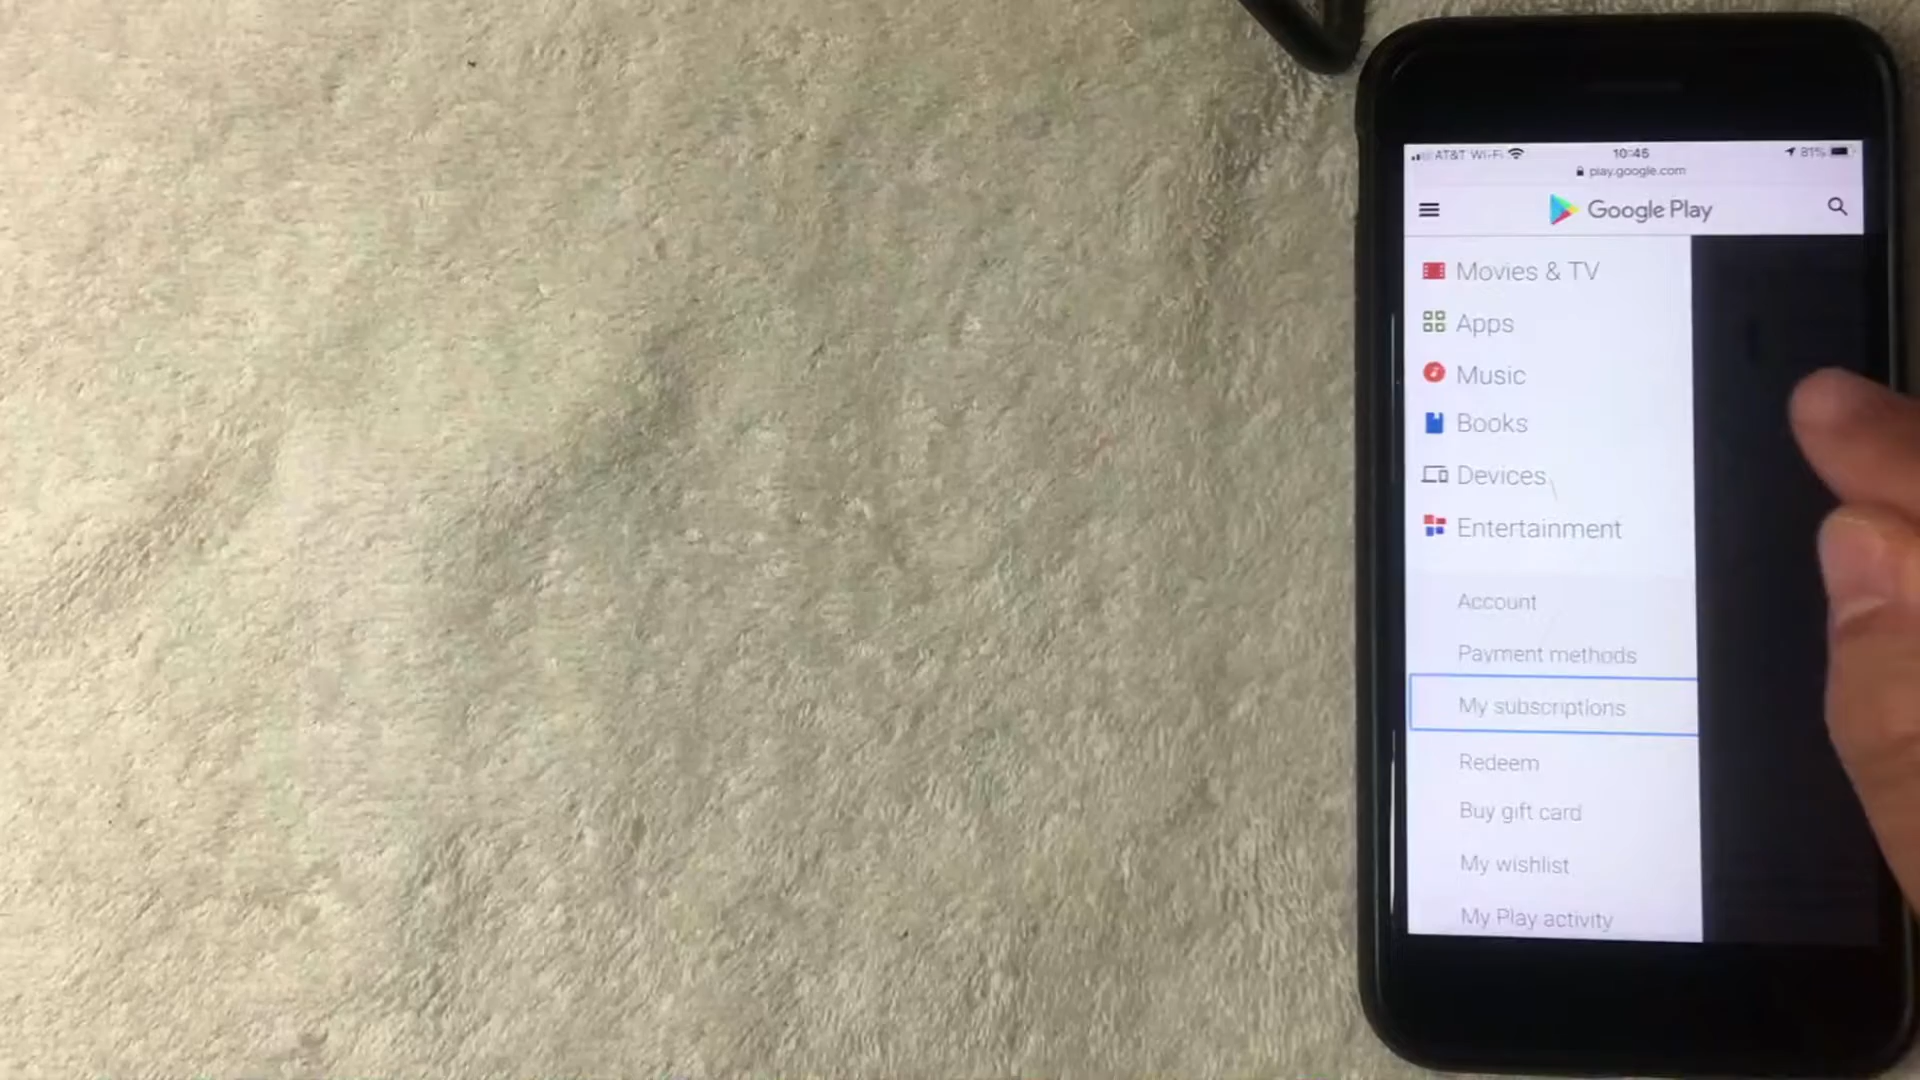 AT&T Wi-Fi 10:45 81%
play.google.com
Google Play
Movies & TV
Apps
Music
Books
Devices
Entertainment
Account
Payment methods
My subscriptions
Redeem
Buy gift card
My wishlist
My Play activity